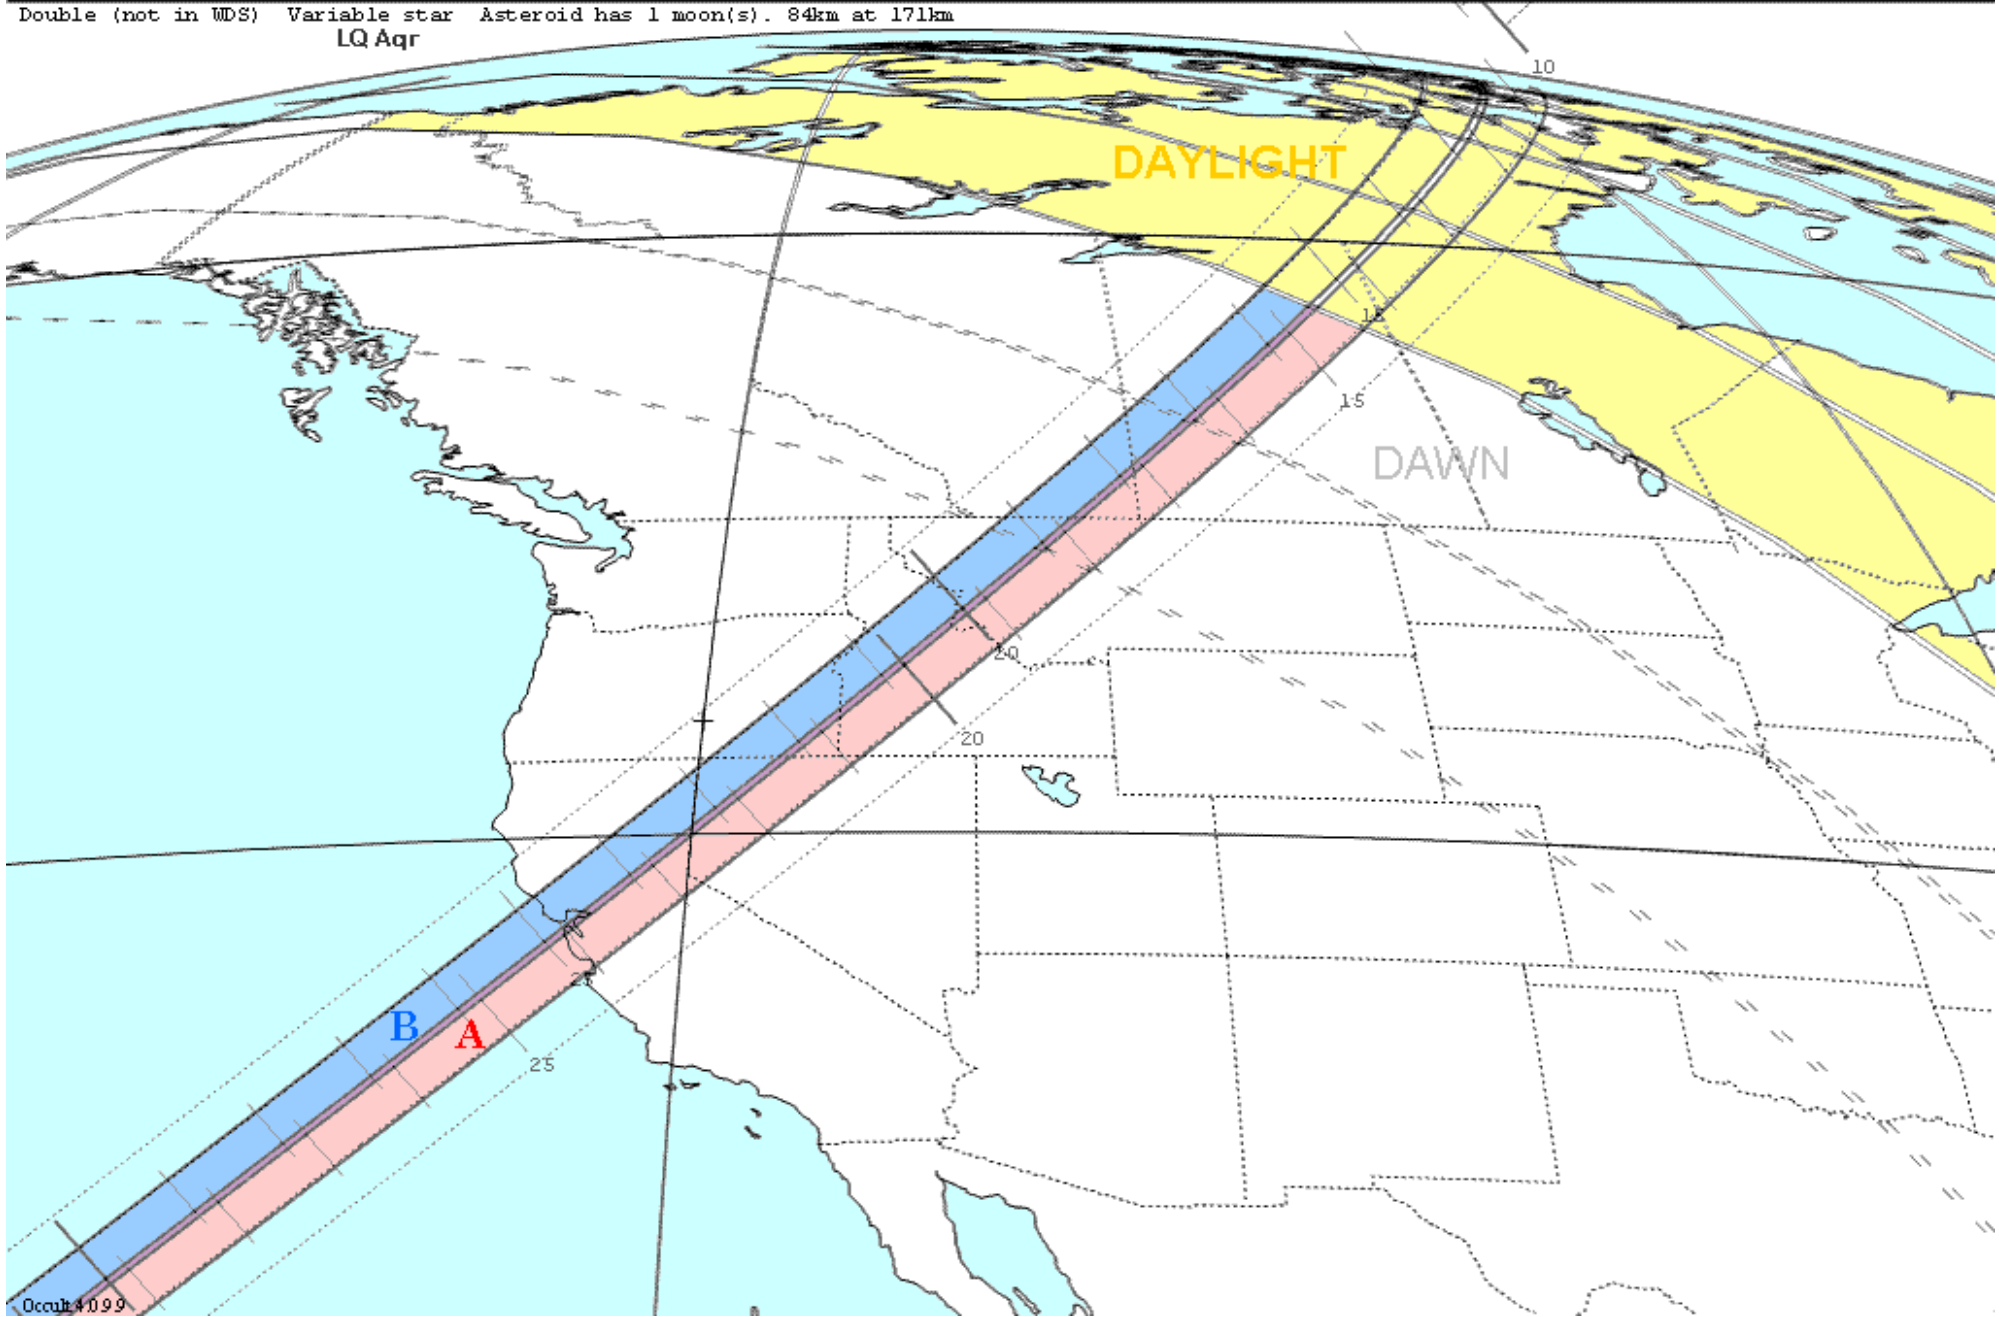 Double (not in WDS) Variable star Asteroid has 1 moon(s). 84km at 171km
LQ Aqr
10
DAYLIGHT
15
15
DAWN
20
20
25
B
A
25
Occult 4.0.9.9